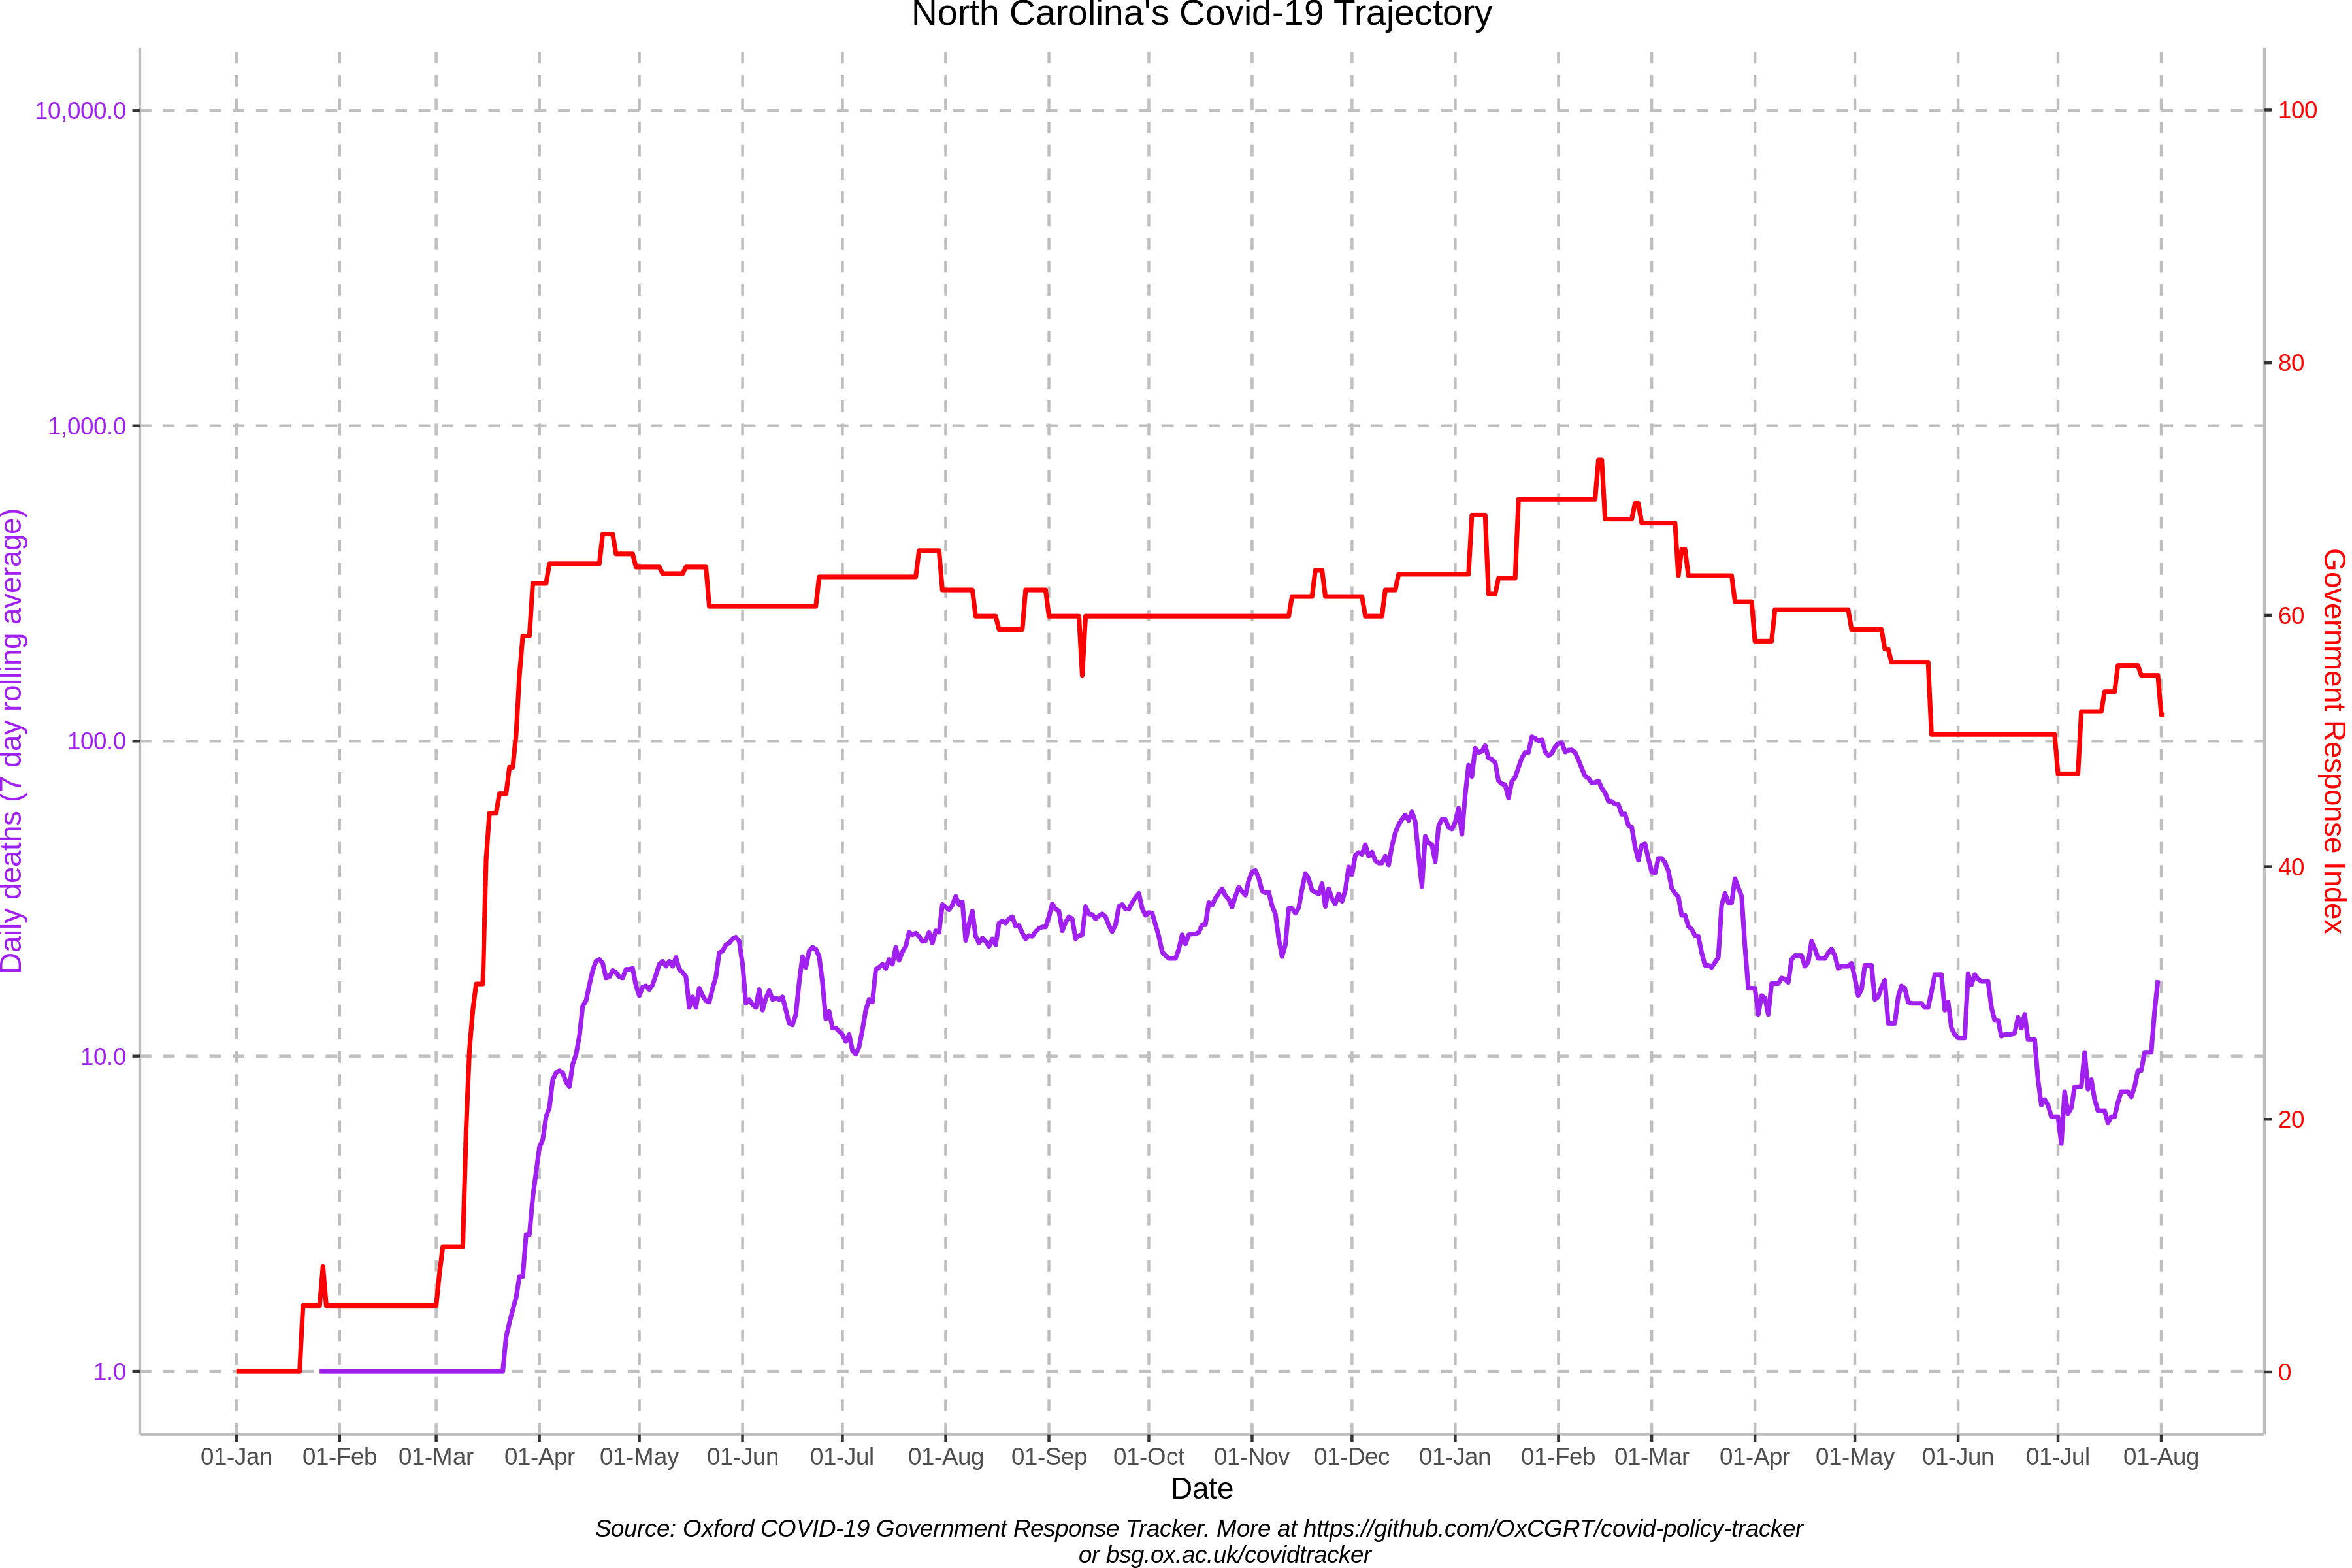 North Carolina's Covid-19 Trajectory
10,000.0
1,000.0
100.0
10.0
1.0
Daily deaths (7 day rolling average)
100
80
60
40
20
0
Government Response Index
01-Jan 01-Feb 01-Mar 01-Apr 01-May 01-Jun 01-Jul 01-Aug 01-Sep 01-Oct 01-Nov 01-Dec 01-Jan 01-Feb 01-Mar 01-Apr 01-May 01-Jun 01-Jul 01-Aug
Date
Source: Oxford COVID-19 Government Response Tracker. More at https://github.com/OxCGRT/covid-policy-tracker
or bsg.ox.ac.uk/covidtracker